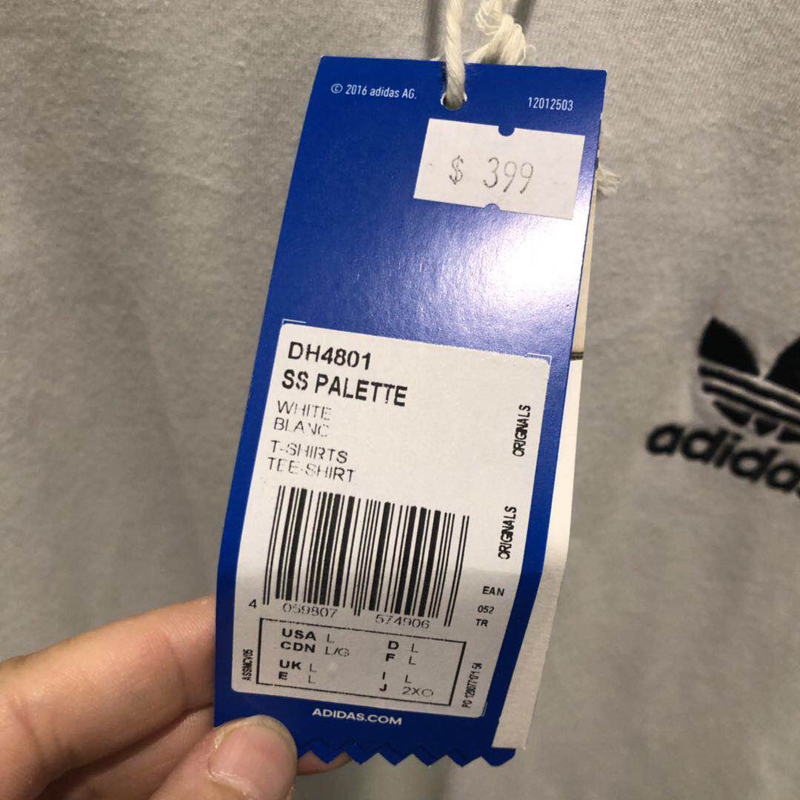 © 2016 adidas AG.
12012503
$ 399
DH4801
SS PALETTE
WHITE
BLANC
T-SHIRTS
TEE-SHIRT
ORIGINALS
ORIGINALS
4 059807 574906
EAN
052
TR
USA L D L
CDN L/G F L
UK L I L
E L J 2XO
ASSMCV05
ADIDAS.COM
adidas